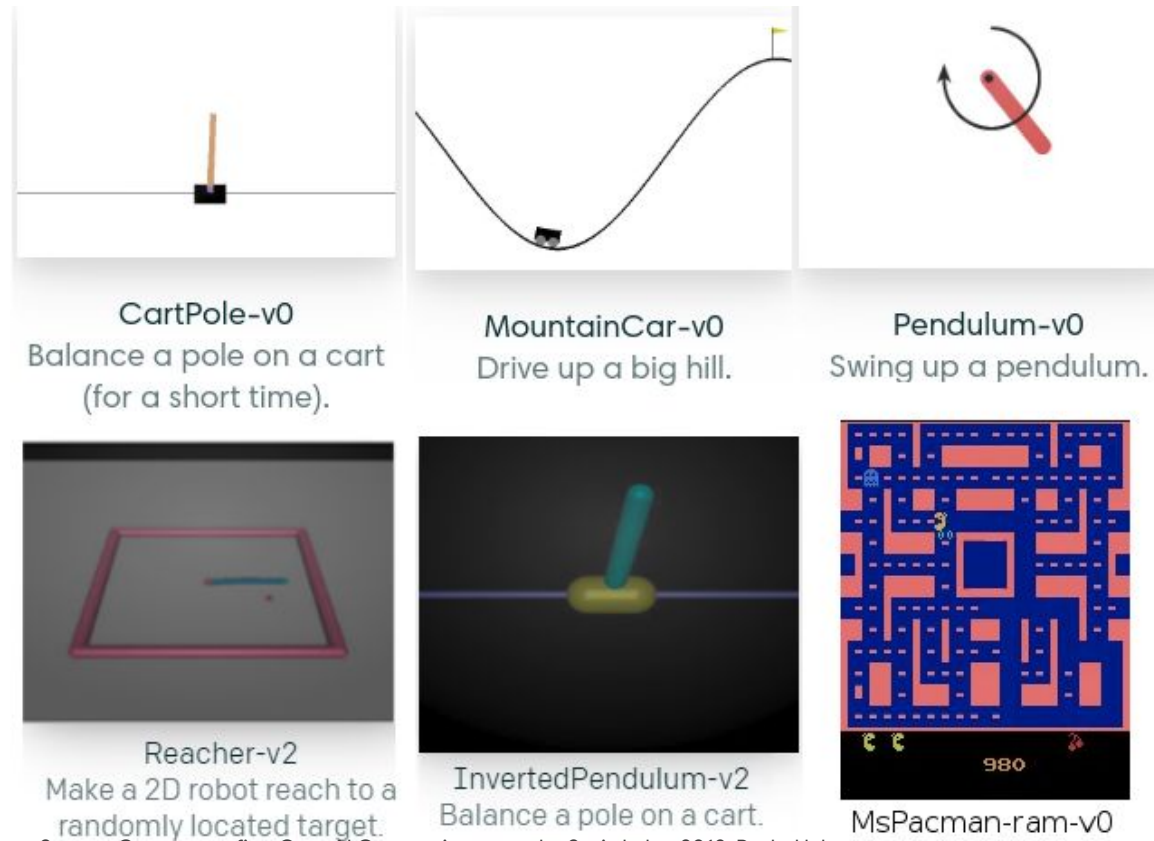 CartPole-v0
Balance a pole on a cart
(for a short time).
MountainCar-v0
Drive up a big hill.
Pendulum-v0
Swing up a pendulum.
Reacher-v2
Make a 2D robot reach to a
randomly located target.
InvertedPendulum-v2
Balance a pole on a cart.
980
MsPacman-ram-v0